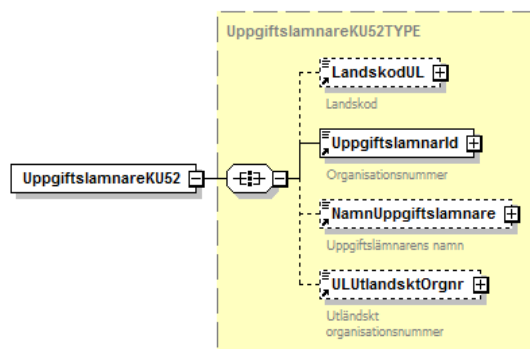 UppgiftslamnareKU52TYPE
LandskodUL
Landskod
UppgiftslamnarId
Organisationsnummer
UppgiftslamnareKU52
NamnUppgiftslamnare
Uppgiftslämnarens namn
ULUtlandsktOrgnr
Utländskt
organisationsnummer